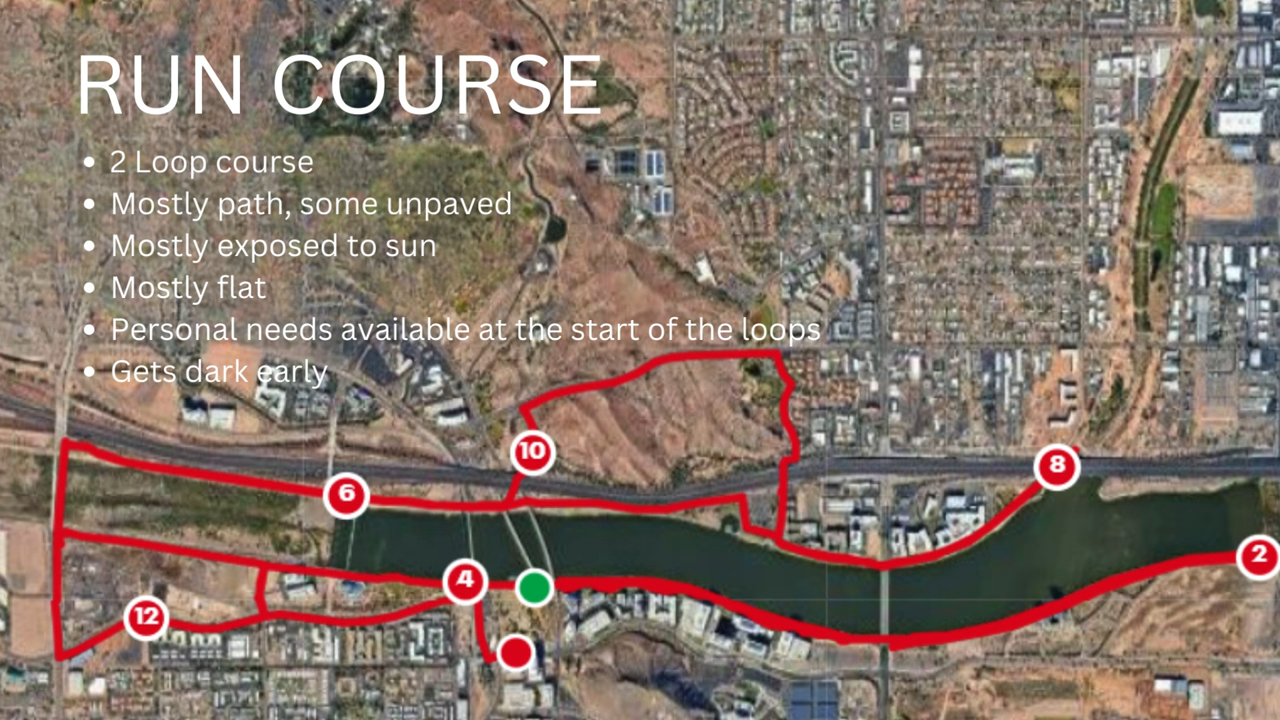 RUN COURSE
• 2 Loop course
• Mostly path, some unpaved
• Mostly exposed to sun
• Mostly flat
• Personal needs available at the start of the loops
• Gets dark early
10
8
6
2
4
12